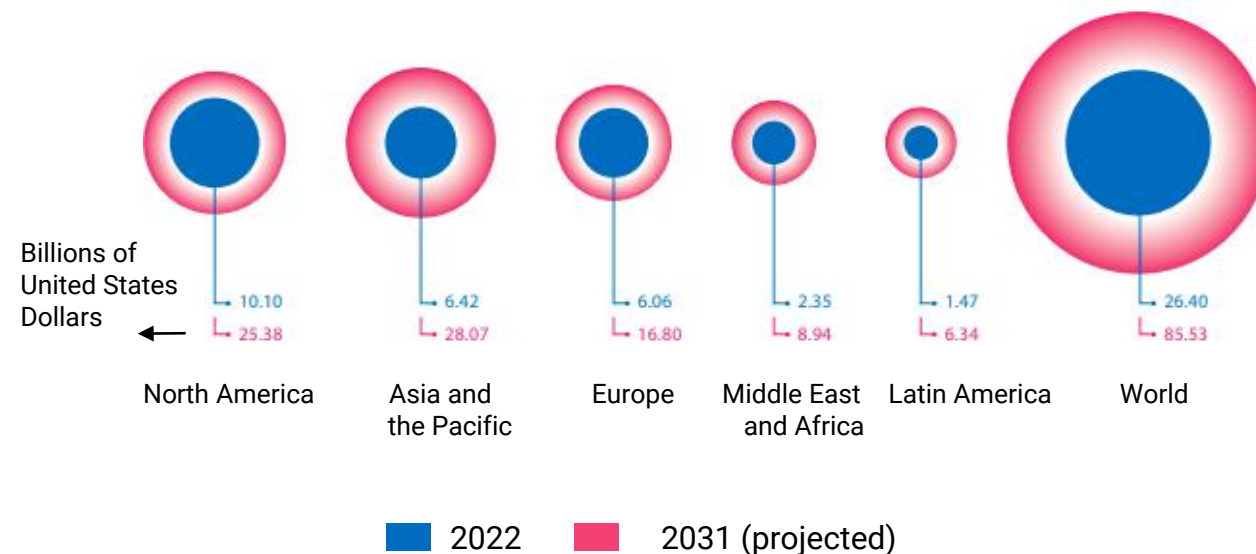 Billions of
United States
Dollars
10.10 6.42 6.06 2.35 1.47 26.40
25.38 28.07 16.80 8.94 6.34 85.53
North America Asia and Europe Middle East Latin America World
the Pacific and Africa
2022 2031 (projected)